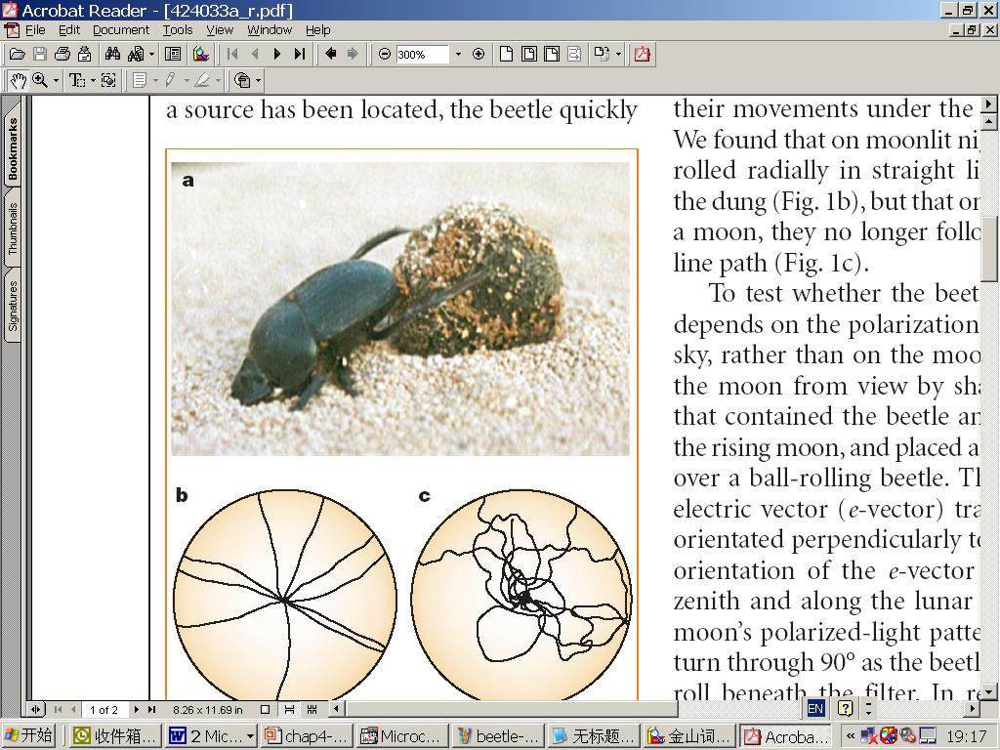 Acrobat Reader - [424033a_r.pdf]
File Edit Document Tools View Window Help
300%
Bookmarks
Thumbnails
Signatures
a source has been located, the beetle quickly
a
b
c
their movements under the
We found that on moonlit ni
rolled radially in straight li
the dung (Fig. 1b), but that on
a moon, they no longer follo
line path (Fig. 1c).
To test whether the beet
depends on the polarization
sky, rather than on the moo
the moon from view by sha
that contained the beetle an
the rising moon, and placed a
over a ball-rolling beetle. Th
electric vector (e-vector) tra
orientated perpendicularly to
orientation of the e-vector
zenith and along the lunar
moon's polarized-light patte
turn through 90° as the beetl
roll beneath the filter. In re
1 of 2
8.26 x 11.69 in
EN
开始
收件箱...
2 Mic...
chap4-...
Microc...
beetle-...
无标题...
金山词...
Acroba...
19:17